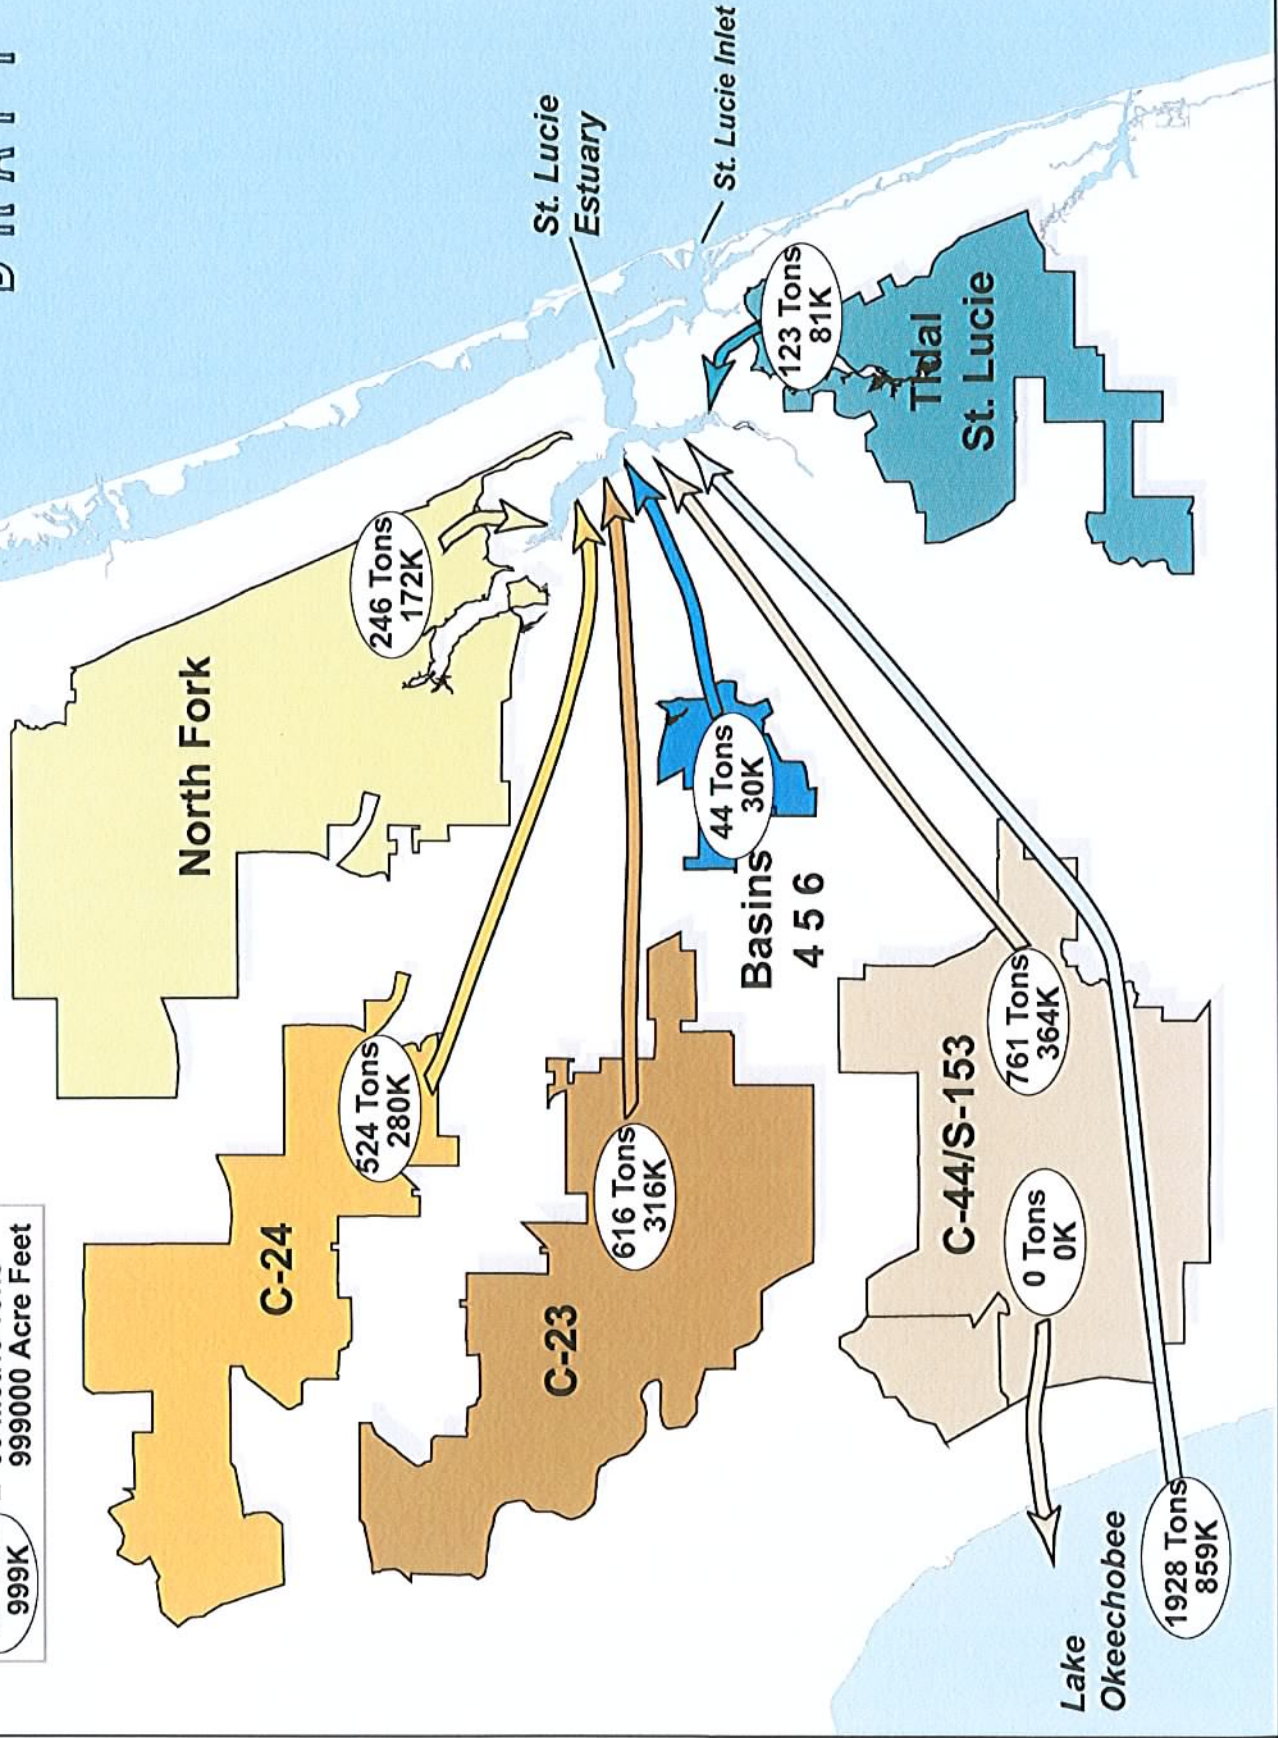 DRAFT
999K
999000 Acre Feet
North Fork
246 Tons
172K
St. Lucie
Estuary
St. Lucie Inlet
C-24
524 Tons
280K
C-23
616 Tons
316K
44 Tons
30K
Basins
4 5 6
123 Tons
81K
Tidal
St. Lucie
C-44/S-153
761 Tons
364K
0 Tons
0K
Lake
Okeechobee
1928 Tons
859K